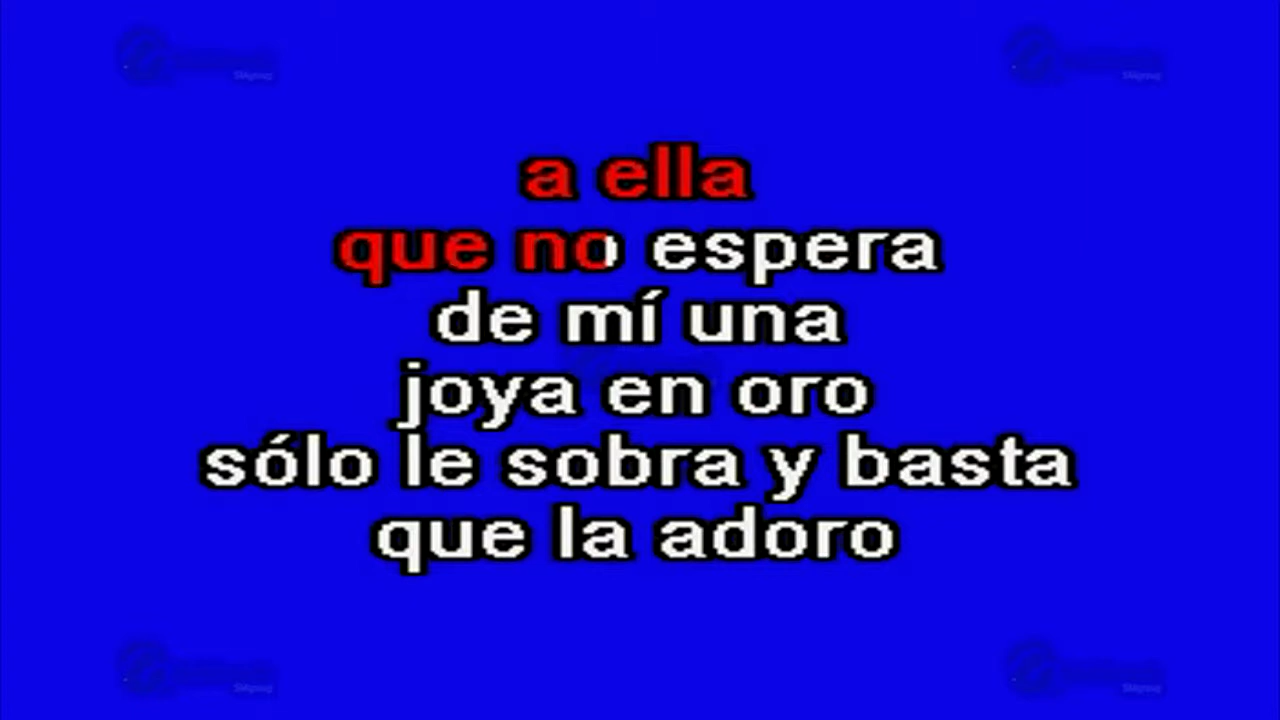 a ella
que no espera
de mí una
joya en oro
sólo le sobra y basta
que la adoro